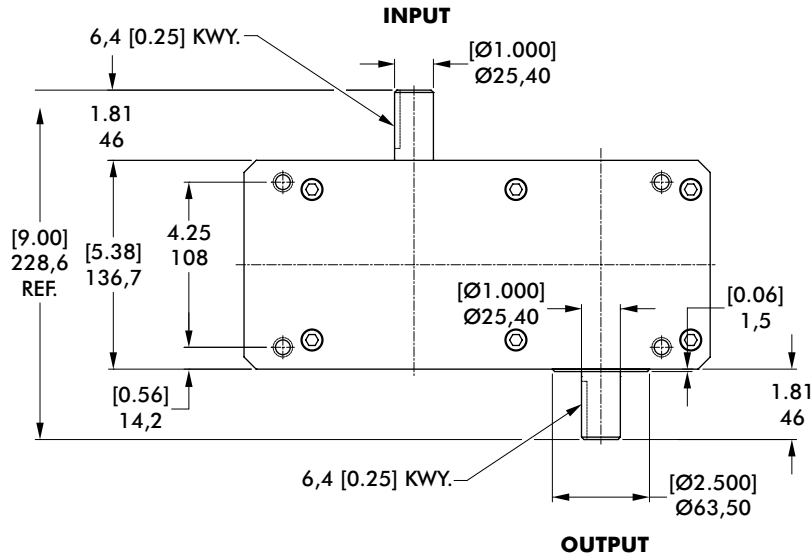 INPUT
6,4 [0.25] KWY.
[Ø1.000]
Ø25,40
1.81
46
[9.00]
228,6
REF.
[5.38]
136,7
4.25
108
[Ø1.000]
Ø25,40
[0.06]
1,5
[0.56]
14,2
1.81
46
6,4 [0.25] KWY.
[Ø2.500]
Ø63,50
OUTPUT